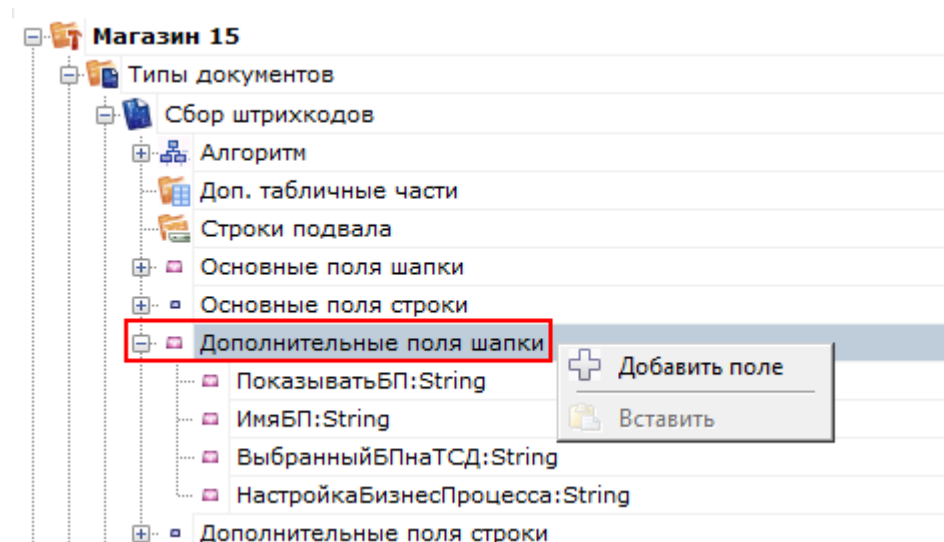 Магазин 15
Типы документов
Сбор штрихкодов
Алгоритм
Доп. табличные части
Строки подвала
Основные поля шапки
Основные поля строки
Дополнительные поля шапки
Добавить поле
ПоказыватьБП:String
ИмяБП:String
Вставить
ВыбранныйБПнаТСД:String
НастройкаБизнесПроцесса:String
Дополнительные поля строки